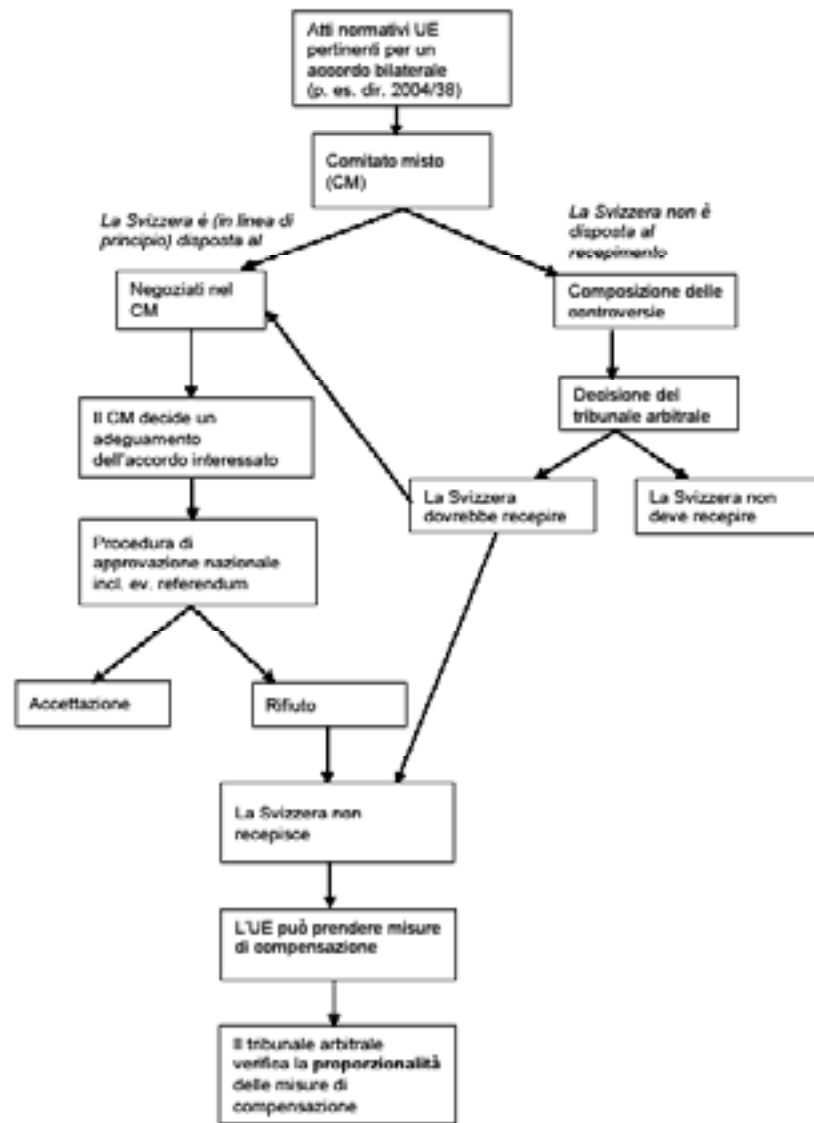 Atti normativi UE
pertinenti per un
accordo bilaterale
(p. es. dir. 2004/38)
Comitato misto
(CM)
La Svizzera è (in linea di
principio) disposta al
La Svizzera non è
disposta al
recepimento
Negoziati nel
CM
Composizione delle
controversie
Il CM decide un
adeguamento
dell'accordo interessato
Decisione del
tribunale arbitrale
La Svizzera
dovrebbe recepire
La Svizzera non
deve recepire
Procedura di
approvazione nazionale
incl. ev. referendum
Accettazione
Rifiuto
La Svizzera non
recepisce
L'UE può prendere misure
di compensazione
Il tribunale arbitrale
verifica la proporzionalità
delle misure di
compensazione